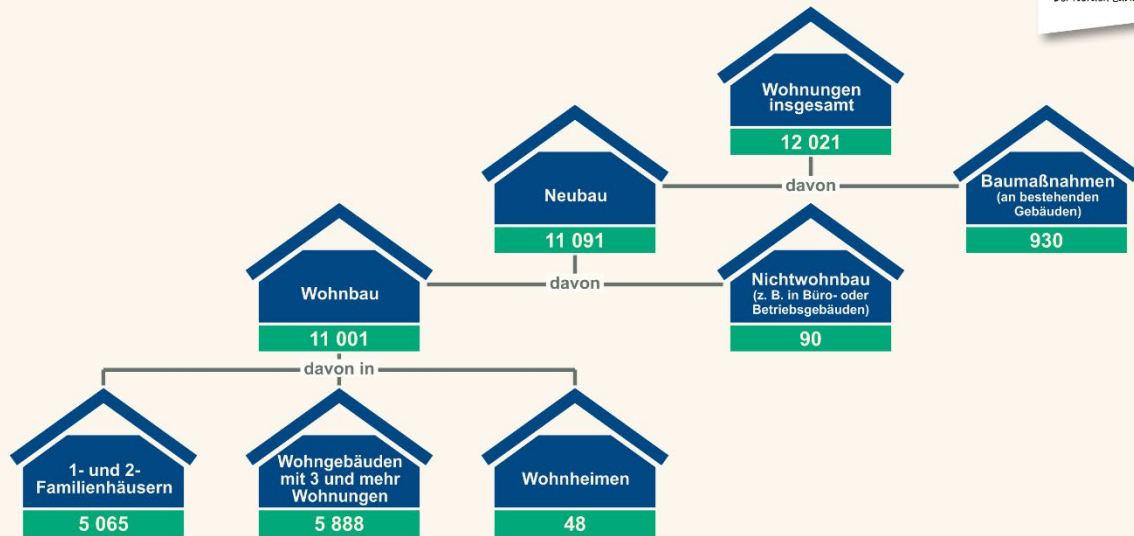 Wohnungen
insgesamt
12 021
davon
Neubau
11 091
Baumaßnahmen
(an bestehenden
Gebäuden)
930
davon
Wohnbau
11 001
Nichtwohnbau
(z. B. in Büro- oder
Betriebsgebäuden)
90
davon in
1- und 2-
Familienhäusern
5 065
Wohngebäuden
mit 3 und mehr
Wohnungen
5 888
Wohnheimen
48